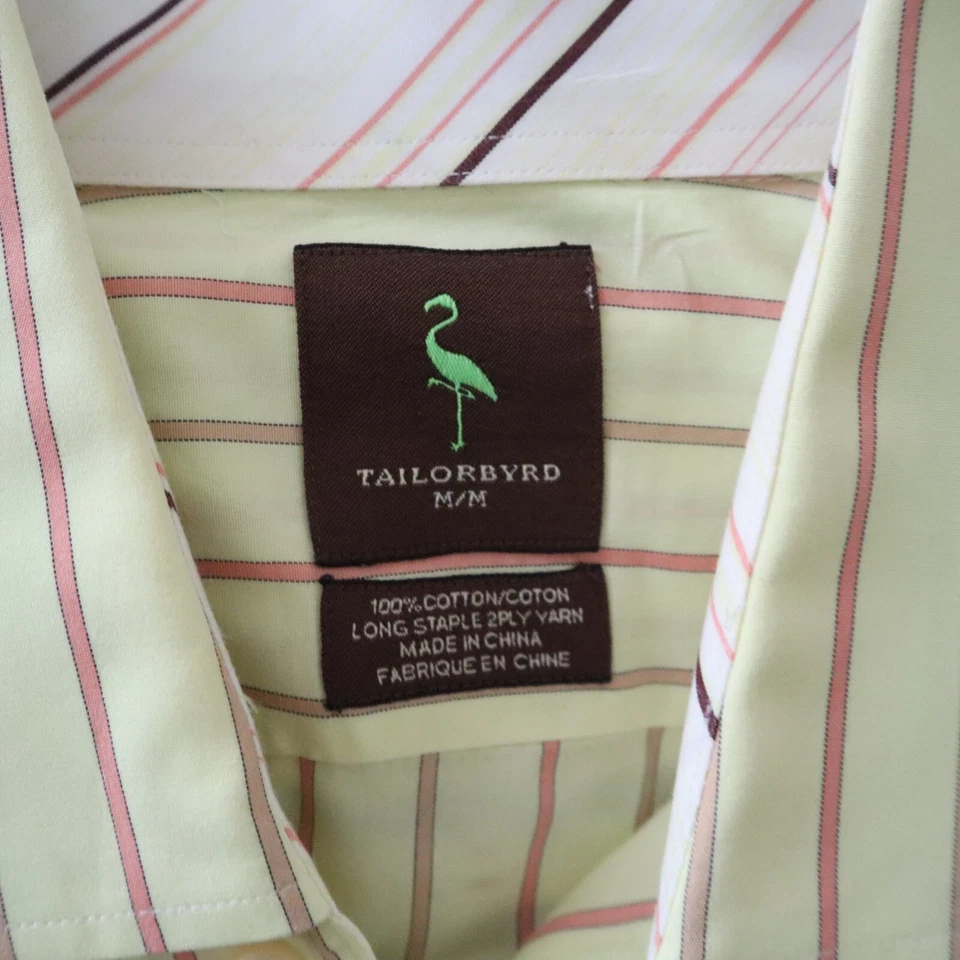 TAILORBYRD
M/M
100% COTTON/COTON
LONG STAPLE 2PLY YARN
MADE IN CHINA
FABRIQUE EN CHINE